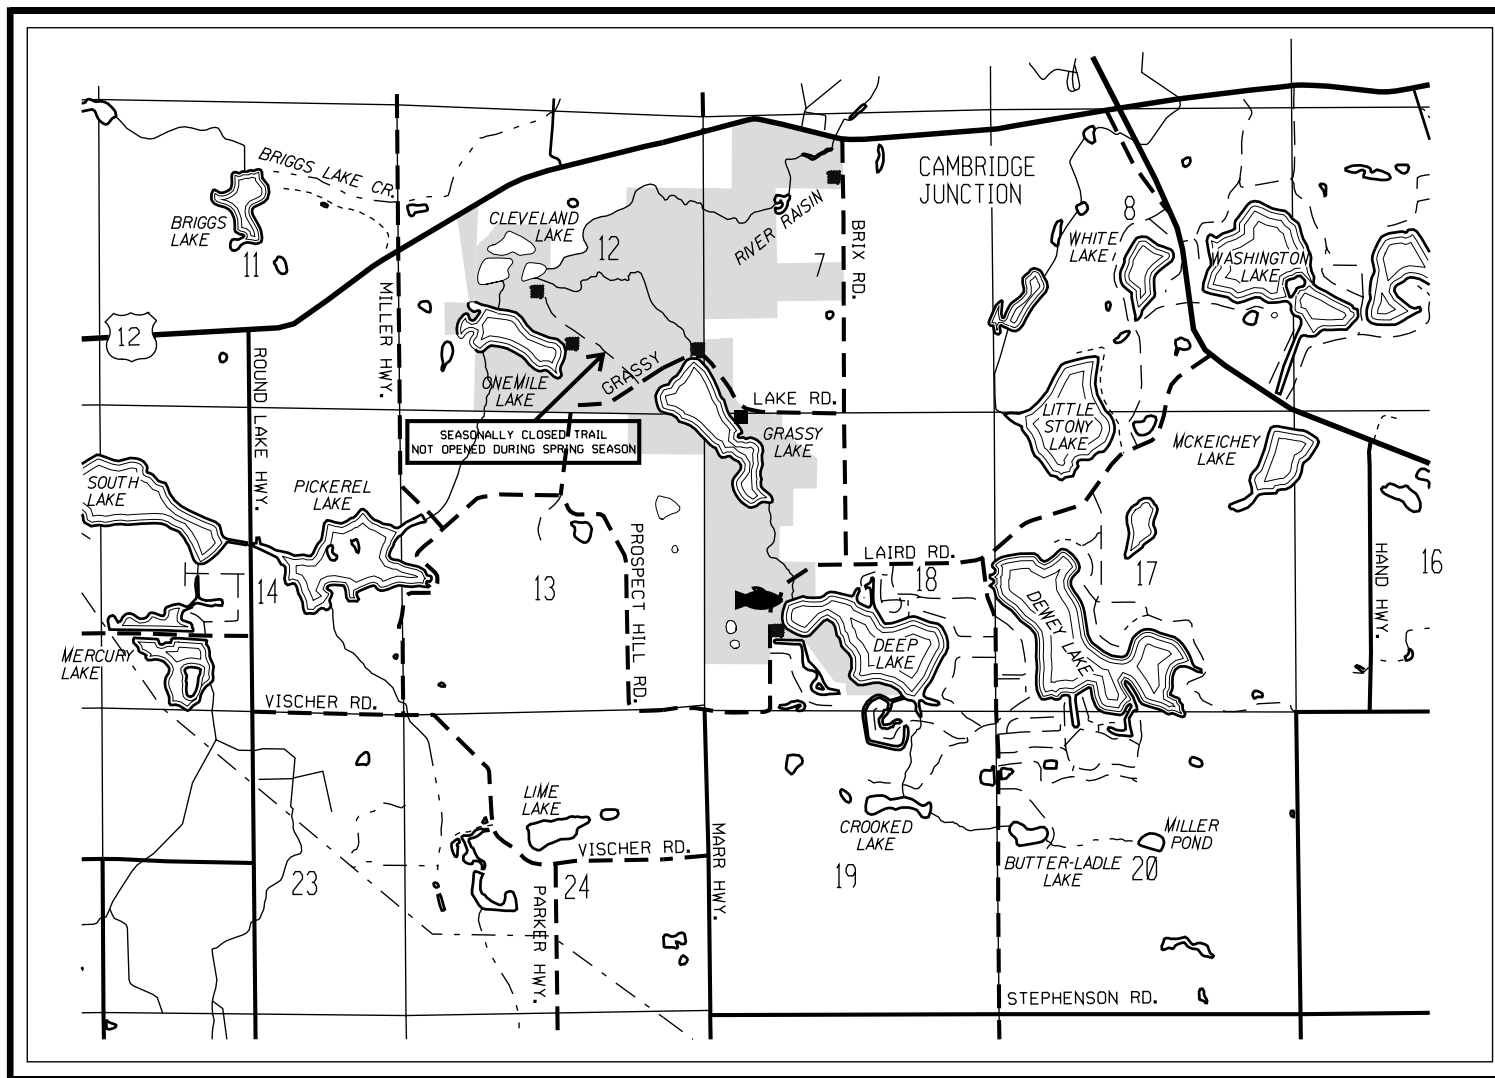 CAMBRIDGE
JUNCTION
BRIGGS LAKE CR.
BRIGGS
LAKE
11
CLEVELAND
LAKE
12
RIVER RAISIN
7
BRIX RD.
8
WHITE
LAKE
WASHINGTON
LAKE
12
MILLER HWY.
ROUND LAKE HWY.
ONEMILE
LAKE
GRASSY
LAKE RD.
SEASONALLY CLOSED TRAIL
NOT OPENED DURING SPRING SEASON
GRASSY
LAKE
LITTLE
STONY
LAKE
MCKEICHEY
LAKE
SOUTH
LAKE
PICKEREL
LAKE
PROSPECT HILL RD.
LAIRD RD.
14
13
18
17
16
HAND HWY.
DEWEY LAKE
DEEP
LAKE
MERCURY
LAKE
VISCHER RD.
LIME
LAKE
VISCHER RD.
MARR HWY.
CROOKED
LAKE
MILLER
POND
BUTTER-LADLE
LAKE
20
23
24
19
PARKER HWY.
STEPHENSON RD.